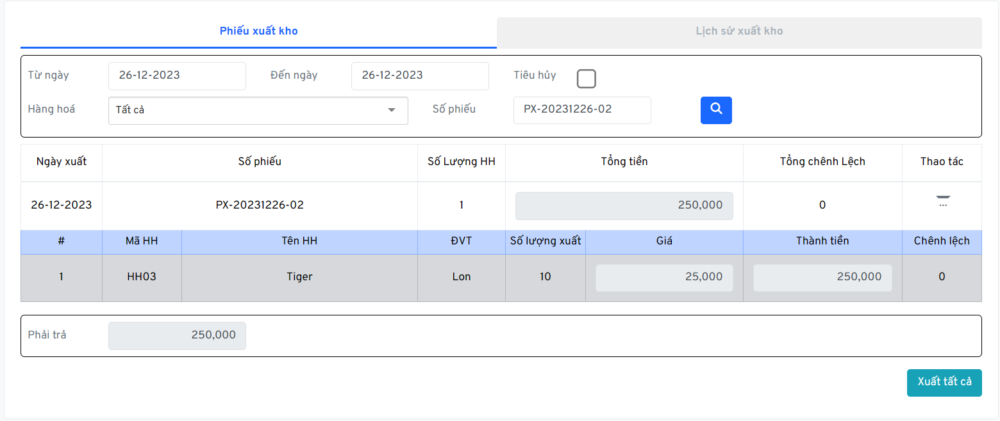 Phiếu xuất kho Lịch sử xuất kho
Từ ngày 26-12-2023 Đến ngày 26-12-2023 Tiêu hủy
Hàng hoá Tất cả Số phiếu PX-20231226-02
Ngày xuất Số phiếu Số Lượng HH Tổng tiền Tổng chênh Lệch Thao tác
26-12-2023 PX-20231226-02 1 250,000 0 ...
# Mã HH Tên HH ĐVT Số lượng xuất Giá Thành tiền Chênh lệch
1 HH03 Tiger Lon 10 25,000 250,000 0
Phải trả 250,000
Xuất tất cả